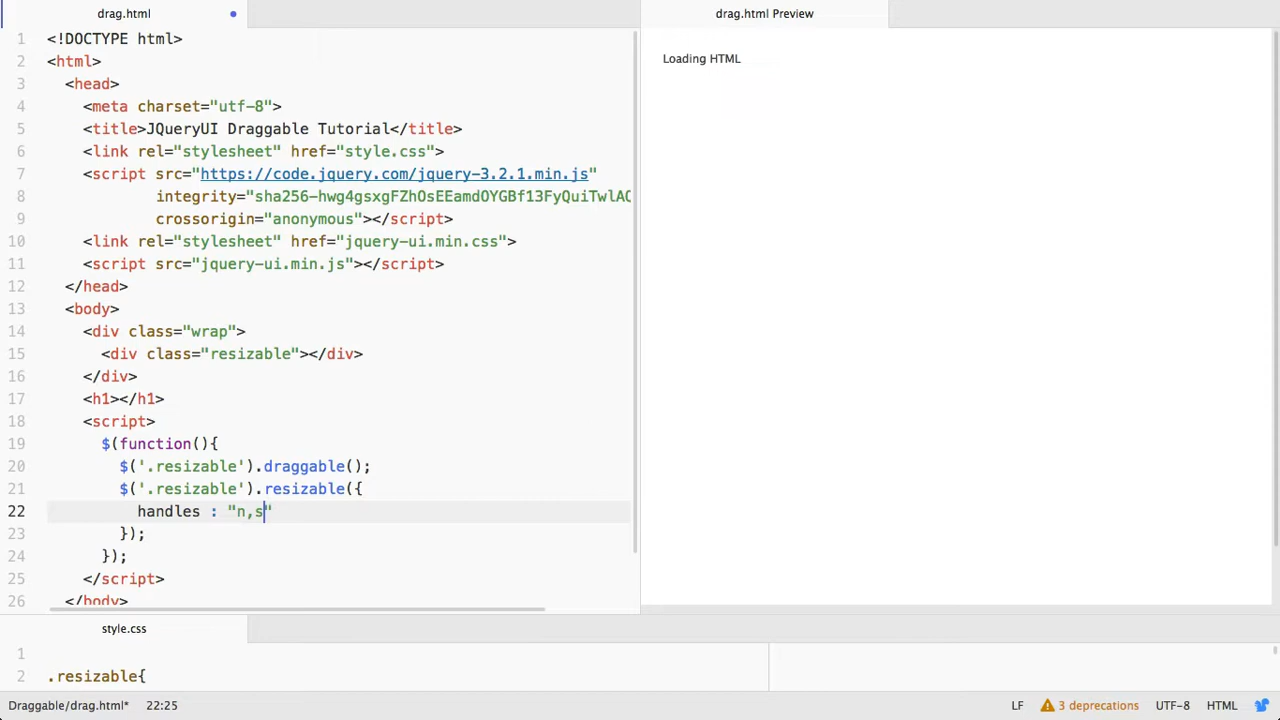 drag.html
drag.html Preview
1 <!DOCTYPE html>
2 <html>
3 <head>
4 <meta charset="utf-8">
5 <title>JQueryUI Draggable Tutorial</title>
6 <link rel="stylesheet" href="style.css">
7 <script src="https://code.jquery.com/jquery-3.2.1.min.js"
8 integrity="sha256-hwg4gsxgFZhOsEEamdOYGBf13FyQuiTwlAQ
9 crossorigin="anonymous"></script>
10 <link rel="stylesheet" href="jquery-ui.min.css">
11 <script src="jquery-ui.min.js"></script>
12 </head>
13 <body>
14 <div class="wrap">
15 <div class="resizable"></div>
16 </div>
17 <h1></h1>
18 <script>
19 $(function(){
20 $('.resizable').draggable();
21 $('.resizable').resizable({
22 handles : "n,s"
23 });
24 });
25 </script>
26 </body>
Loading HTML
style.css
1
2 .resizable{
Draggable/drag.html* 22:25
LF 3 deprecations UTF-8 HTML